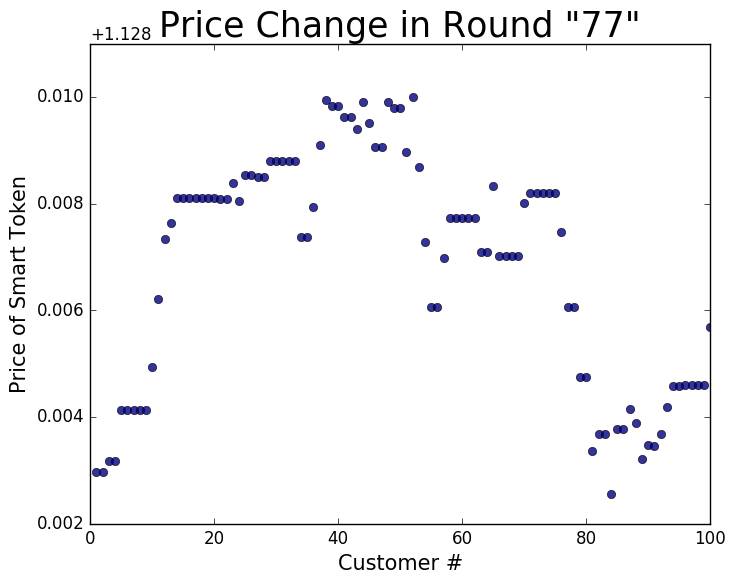 Price Change in Round "77"
+1.128
0.010
0.008
0.006
0.004
0.002
Price of Smart Token
0 20 40 60 80 100
Customer #